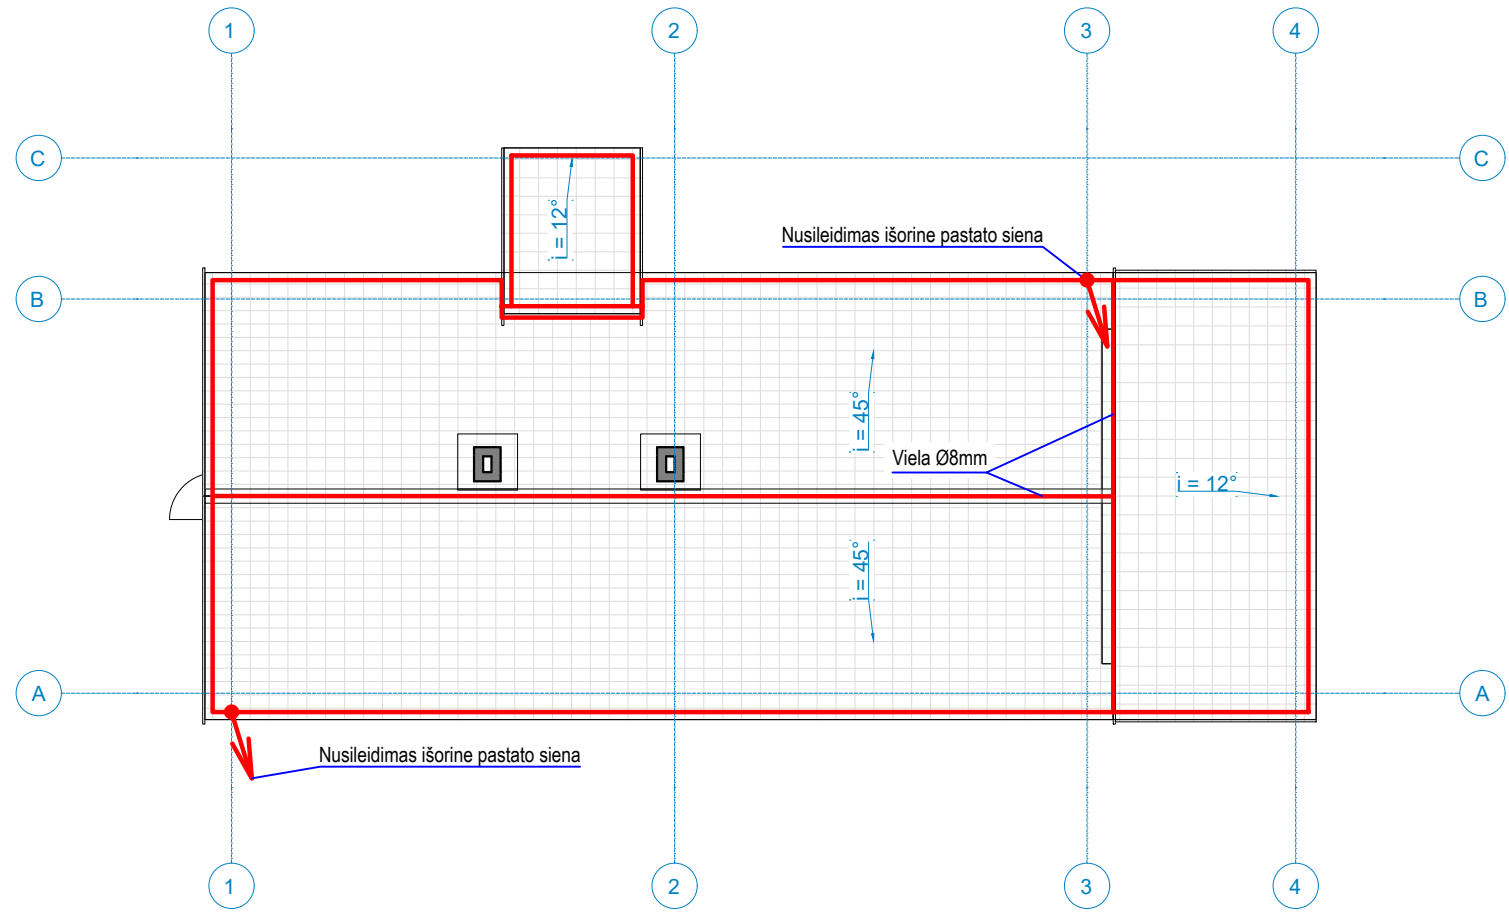 1
2
3
4
C
C
i = 12°
Nusileidimas išorine pastato siena
B
B
i = 45°
Viela Ø8mm
i = 12°
i = 45°
A
A
Nusileidimas išorine pastato siena
1
2
3
4